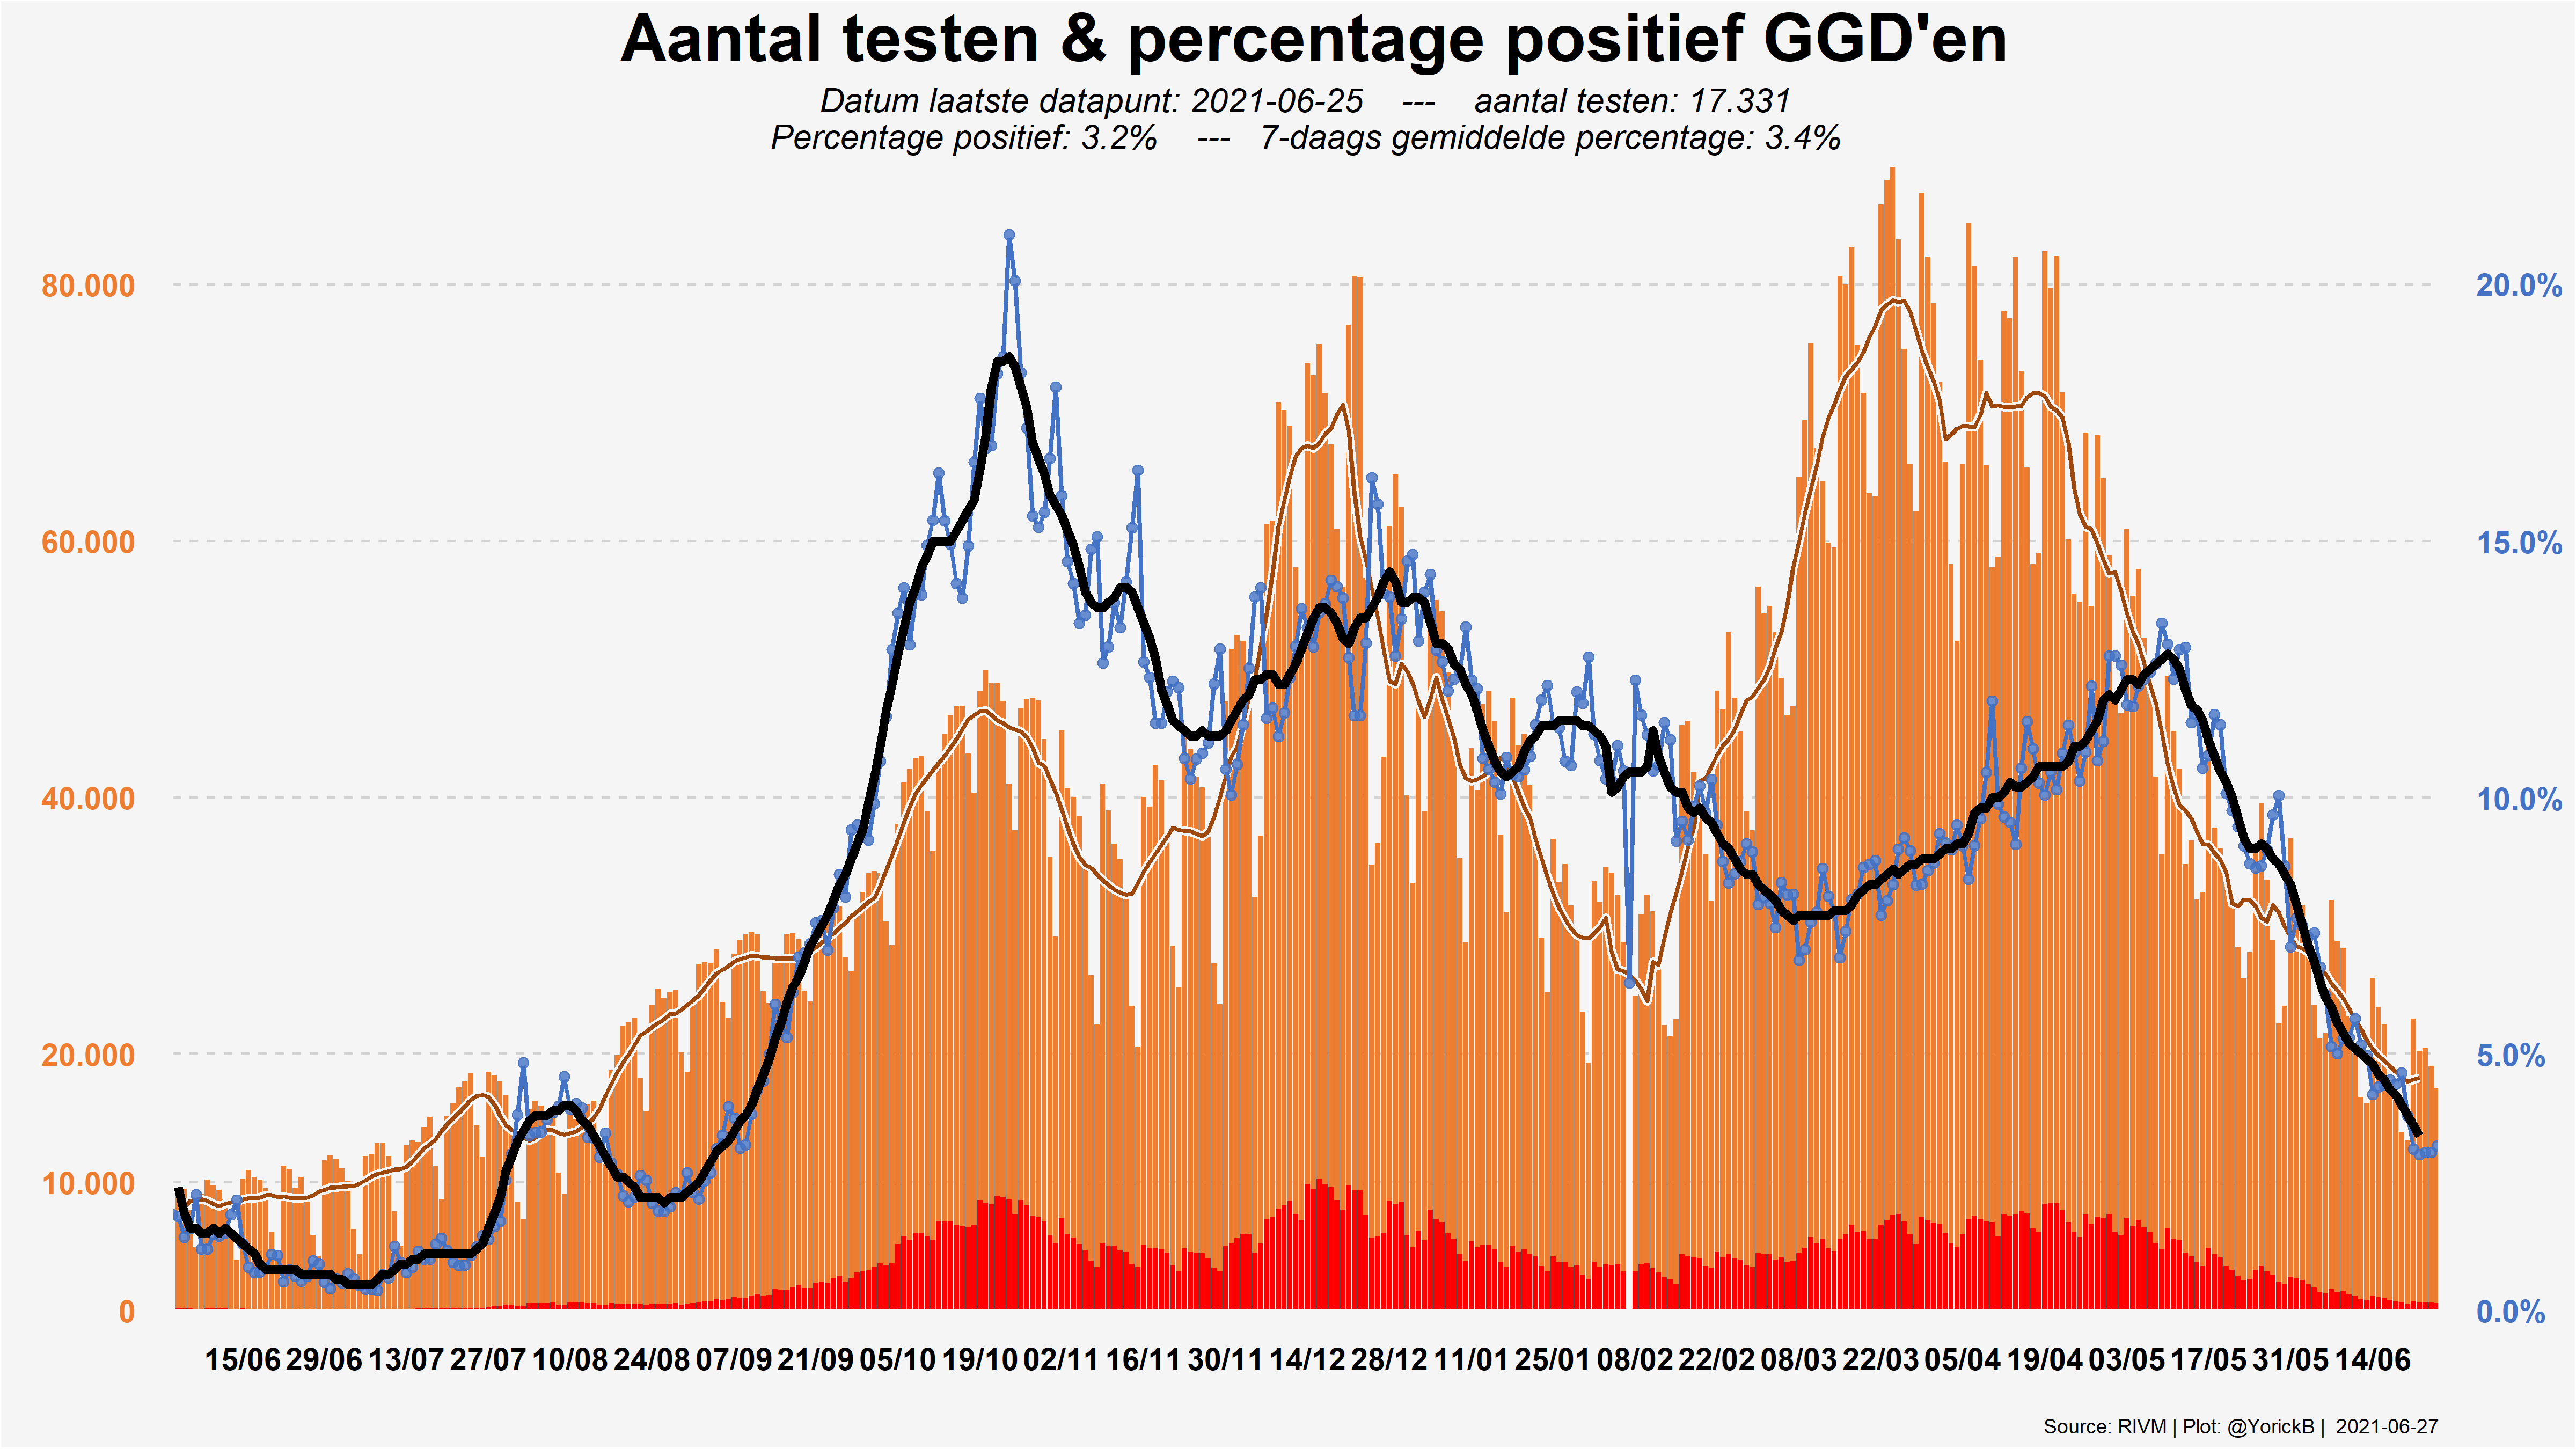 Aantal testen & percentage positief GGD'en
Datum laatste datapunt: 2021-06-25 --- aantal testen: 17.331
Percentage positief: 3.2% --- 7-daags gemiddelde percentage: 3.4%
80.000
60.000
40.000
20.000
10.000
0
20.0%
15.0%
10.0%
5.0%
0.0%
15/06 29/06 13/07 27/07 10/08 24/08 07/09 21/09 05/10 19/10 02/11 16/11 30/11 14/12 28/12 11/01 25/01 08/02 22/02 08/03 22/03 05/04 19/04 03/05 17/05 31/05 14/06
Source: RIVM | Plot: @YorickB | 2021-06-27